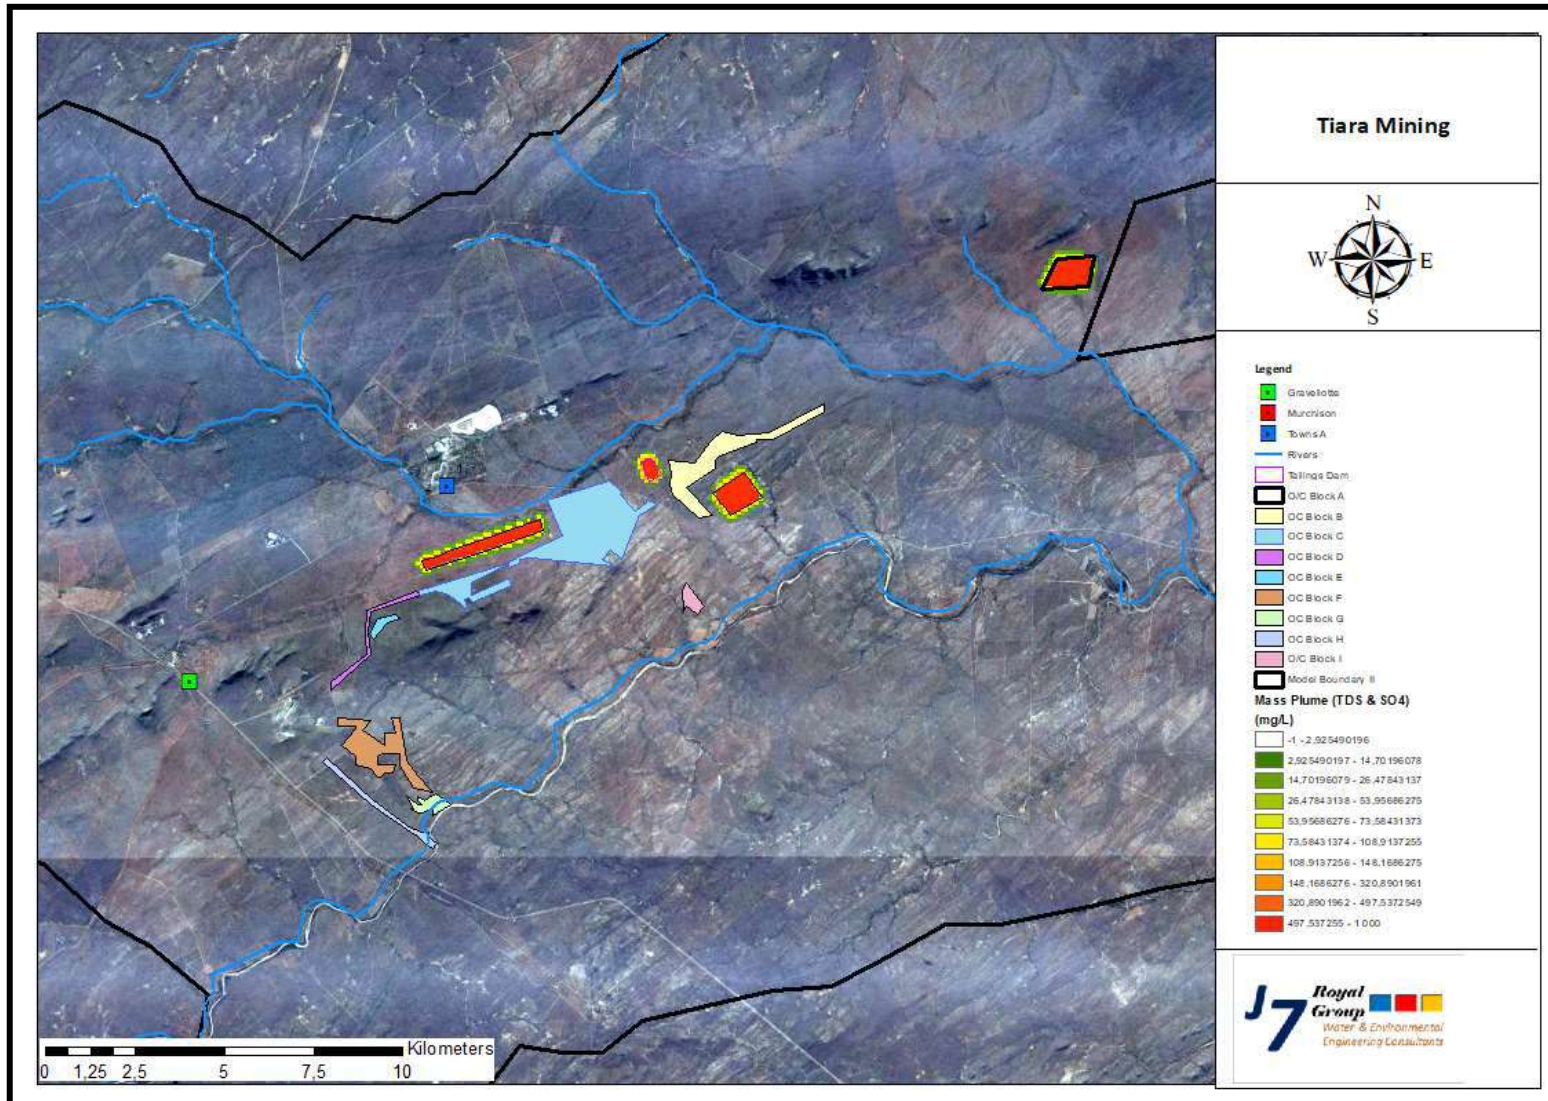 Tiara Mining
N
W E
S
Legend
Gravellotte
Murchison
Towns A
Rivers
Tailings Dam
O/C Block A
OC Block B
OC Block C
OC Block D
OC Block E
OC Block F
OC Block G
OC Block H
O/C Block I
Model Boundary II
Mass Plume (TDS & SO4)
(mg/L)
-1 - 2,925490196
2,925490197 - 14,70196078
14,70196079 - 26,47843137
26,47843138 - 53,95686275
53,95686276 - 73,58431373
73,58431374 - 108,9137255
108,9137256 - 148,1686275
148,1686276 - 320,8901961
320,8901962 - 497,5372549
497,537255 - 1 000
J7 Royal
Group
Water & Environmental
Engineering Consultants
Kilometers
0 1,25 2,5 5 7,5 10